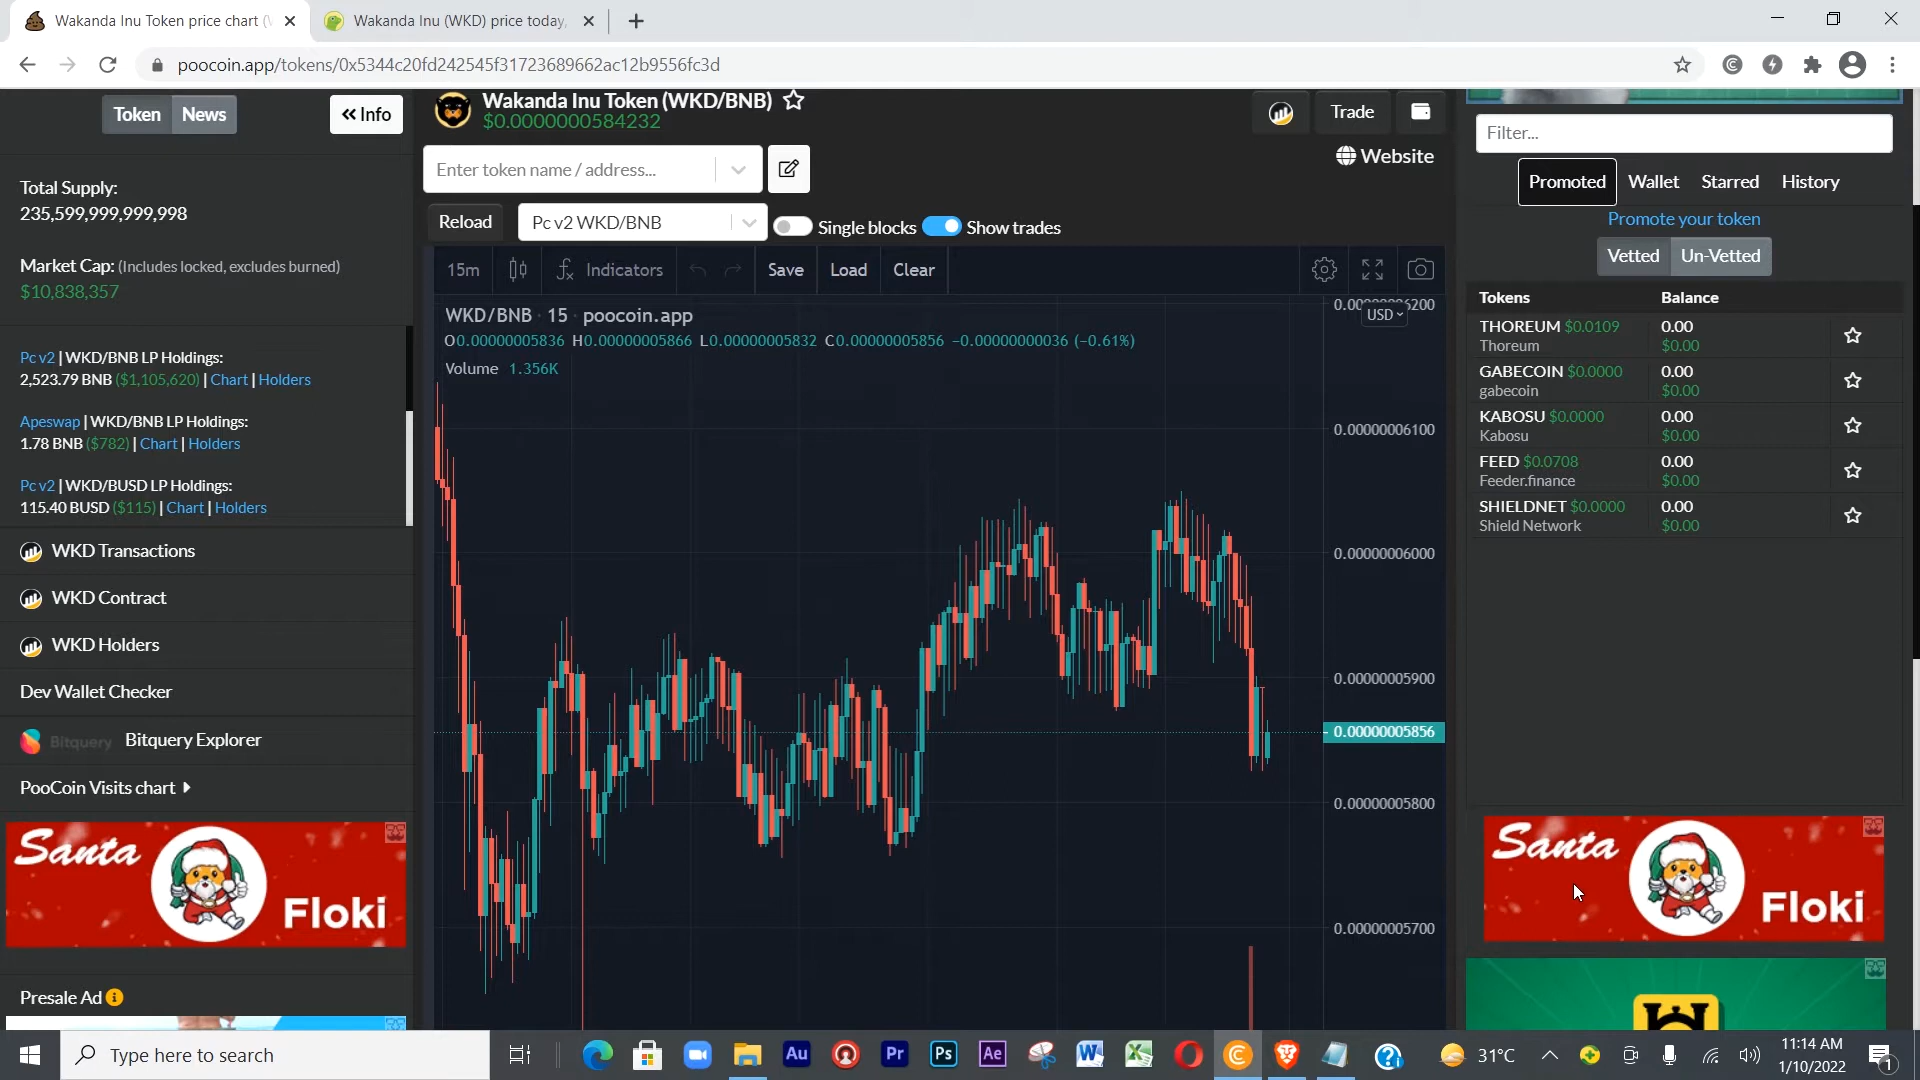 Wakanda Inu Token price chart (
Wakanda Inu (WKD) price today,
poocoin.app/tokens/0x5344c20fd242545f31723689662ac12b9556fc3d
Token News
« Info
Total Supply:
235,599,999,999,998
Market Cap: (Includes locked, excludes burned)
$10,838,357
Pc v2 | WKD/BNB LP Holdings:
2,523.79 BNB ($1,105,620) | Chart | Holders
Apeswap | WKD/BNB LP Holdings:
1.78 BNB ($782) | Chart | Holders
Pc v2 | WKD/BUSD LP Holdings:
115.40 BUSD ($115) | Chart | Holders
WKD Transactions
WKD Contract
WKD Holders
Dev Wallet Checker
Bitquery Bitquery Explorer
PooCoin Visits chart
Santa
Floki
Presale Ad
Wakanda Inu Token (WKD/BNB)
$0.0000000584232
Trade
Website
Enter token name / address...
Reload
Pc v2 WKD/BNB
Single blocks
Show trades
15m
Indicators
Save
Load
Clear
WKD/BNB · 15 · poocoin.app
O0.00000005836 H0.00000005866 L0.00000005832 C0.00000005856 −0.00000000036 (−0.61%)
Volume 1.356K
USD
0.00000006200
0.00000006100
0.00000006000
0.00000005900
0.00000005856
0.00000005800
0.00000005700
Filter...
Promoted Wallet Starred History
Promote your token
Vetted Un-Vetted
Tokens Balance
THOREUM $0.0109 0.00
Thoreum $0.00
GABECOIN $0.0000 0.00
gabecoin $0.00
KABOSU $0.0000 0.00
Kabosu $0.00
FEED $0.0708 0.00
Feeder.finance $0.00
SHIELDNET $0.0000 0.00
Shield Network $0.00
Santa
Floki
Type here to search
Au
Pr
Ps
Ae
31°C
11:14 AM
1/10/2022
1